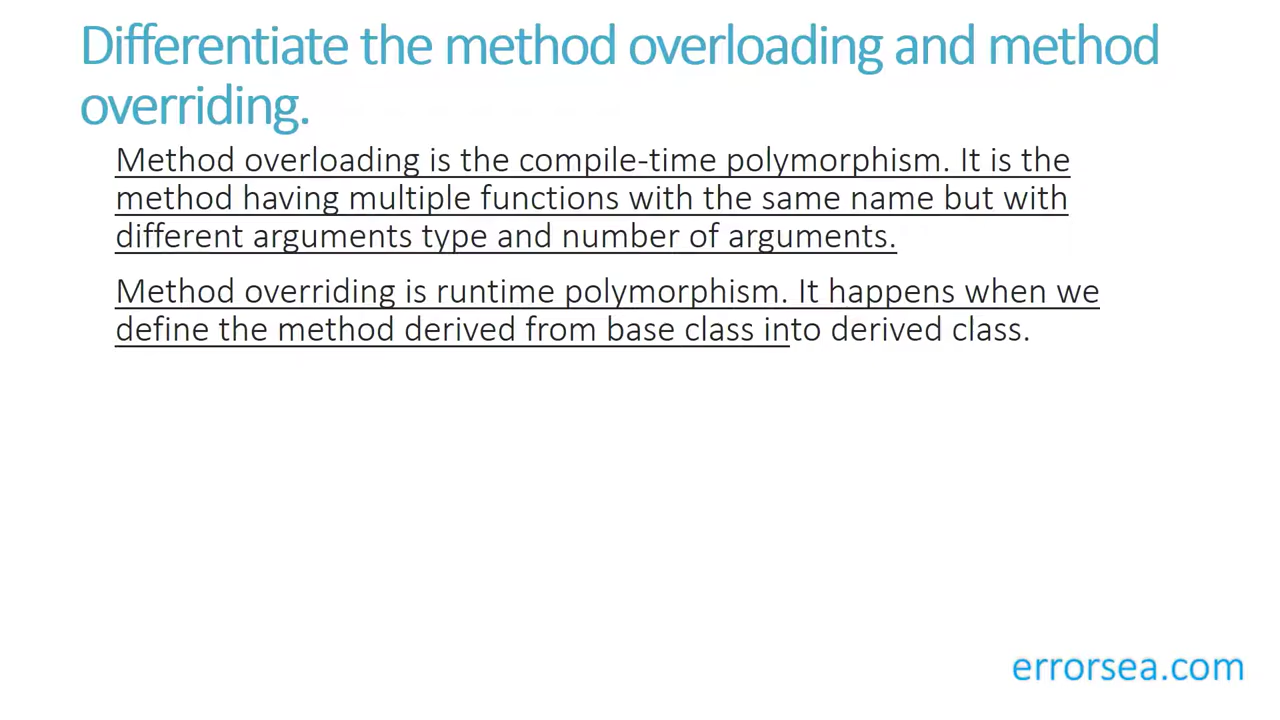 Differentiate the method overloading and method
overriding.
Method overloading is the compile-time polymorphism. It is the
method having multiple functions with the same name but with
different arguments type and number of arguments.
Method overriding is runtime polymorphism. It happens when we
define the method derived from base class into derived class.
errorsea.com